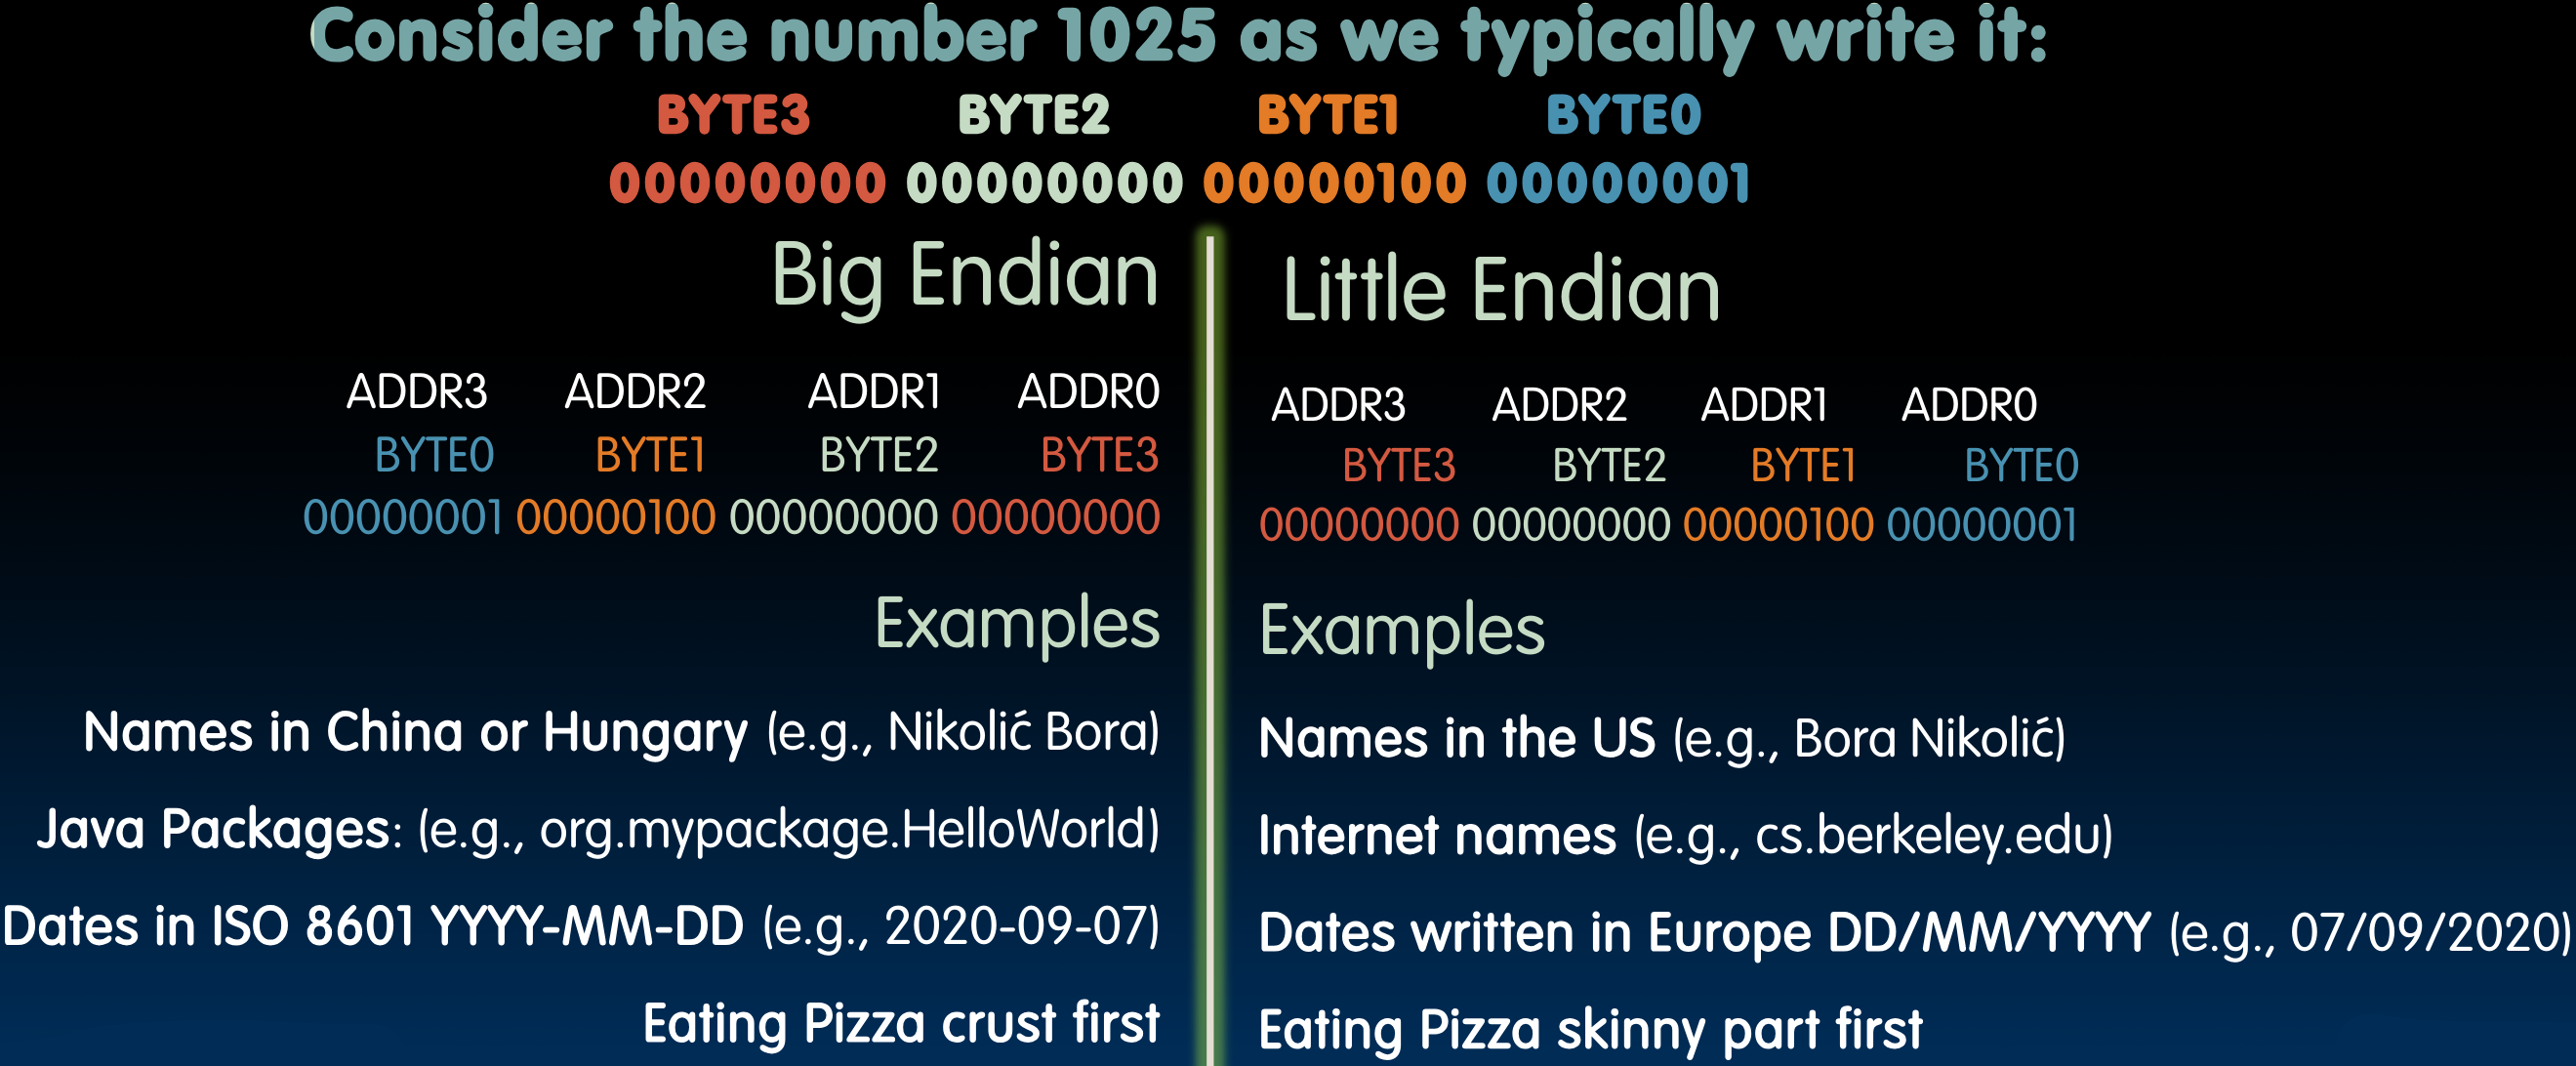 Consider the number 1025 as we typically write it:
BYTE3 BYTE2 BYTE1 BYTE0
00000000 00000000 00000100 00000001
Big Endian
ADDR3 ADDR2 ADDR1 ADDR0
BYTE0 BYTE1 BYTE2 BYTE3
00000001 00000100 00000000 00000000
Examples
Names in China or Hungary (e.g., Nikolić Bora)
Java Packages: (e.g., org.mypackage.HelloWorld)
Dates in ISO 8601 YYYY-MM-DD (e.g., 2020-09-07)
Eating Pizza crust first
Little Endian
ADDR3 ADDR2 ADDR1 ADDR0
BYTE3 BYTE2 BYTE1 BYTE0
00000000 00000000 00000100 00000001
Examples
Names in the US (e.g., Bora Nikolić)
Internet names (e.g., cs.berkeley.edu)
Dates written in Europe DD/MM/YYYY (e.g., 07/09/2020)
Eating Pizza skinny part first